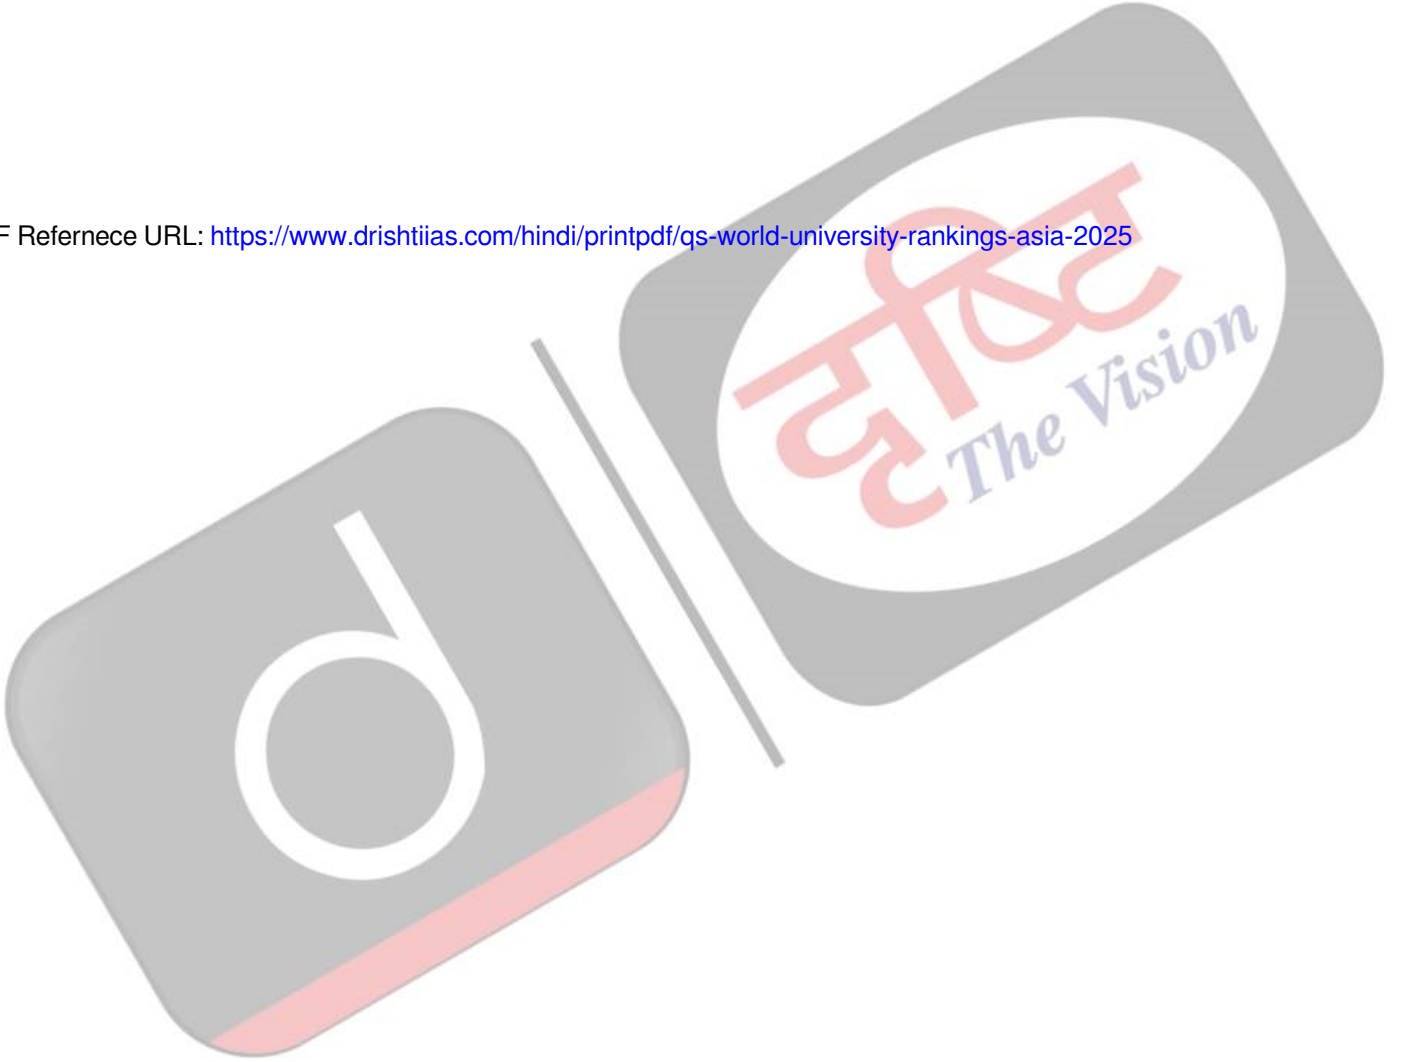 F Refernece URL: https://www.drishtiias.com/hindi/printpdf/qs-world-university-rankings-asia-2025
दृष्टि
The Vision
d